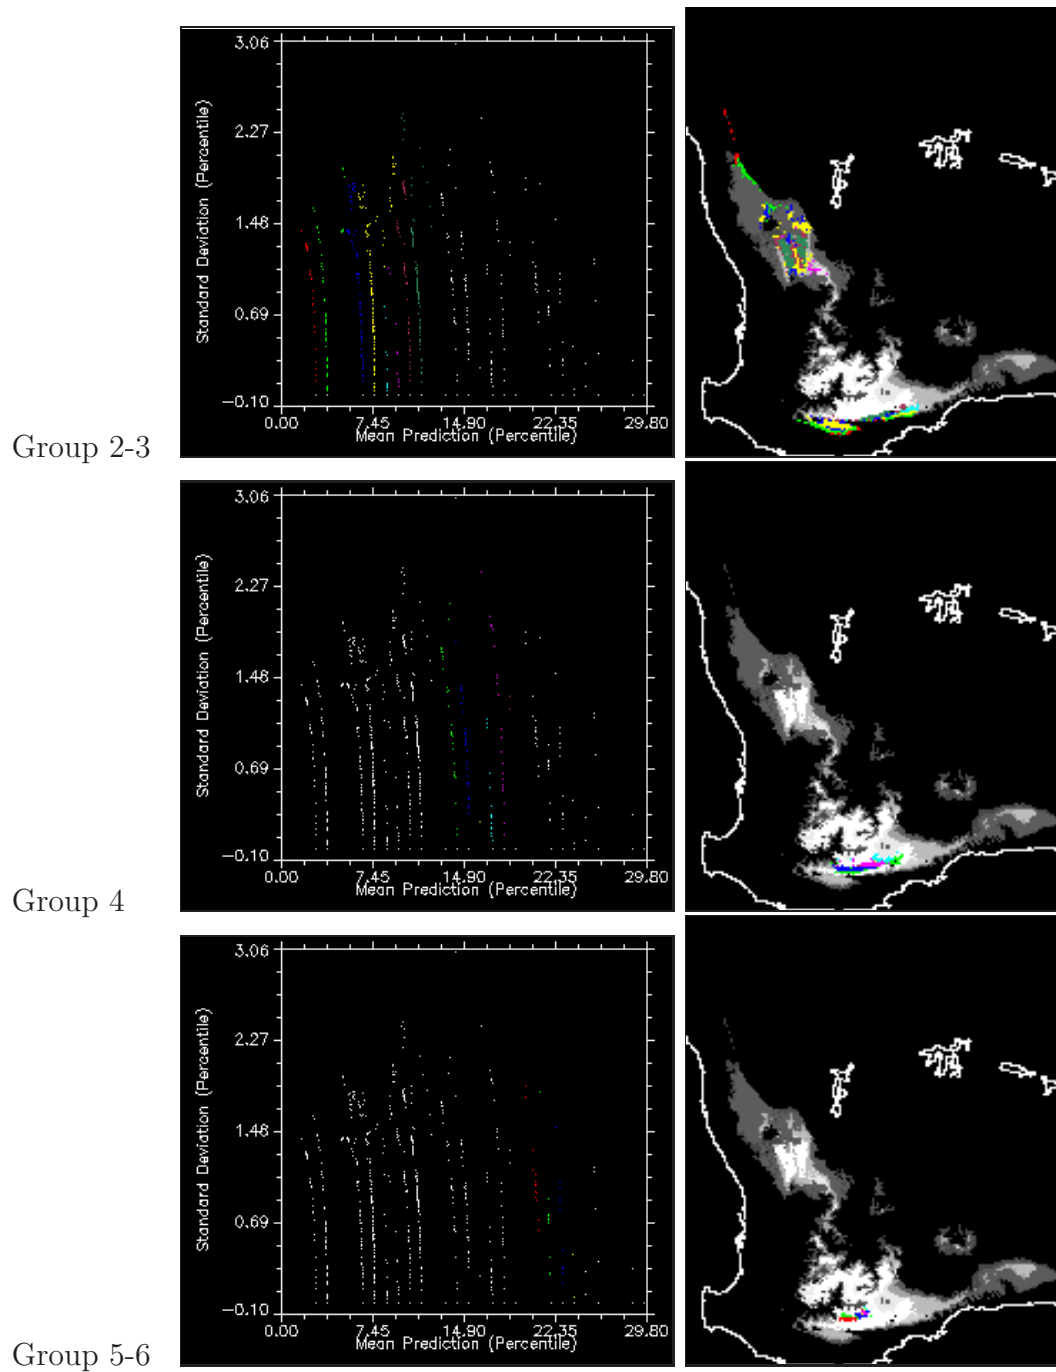 3.06
2.27
1.46
0.69
−0.10
Standard Deviation (Percentile)
0.00 7.45 14.90 22.35 29.80
Mean Prediction (Percentile)
Group 2-3
3.06
2.27
1.46
0.69
−0.10
Standard Deviation (Percentile)
0.00 7.45 14.90 22.35 29.80
Mean Prediction (Percentile)
Group 4
3.06
2.27
1.46
0.69
−0.10
Standard Deviation (Percentile)
0.00 7.45 14.90 22.35 29.80
Mean Prediction (Percentile)
Group 5-6